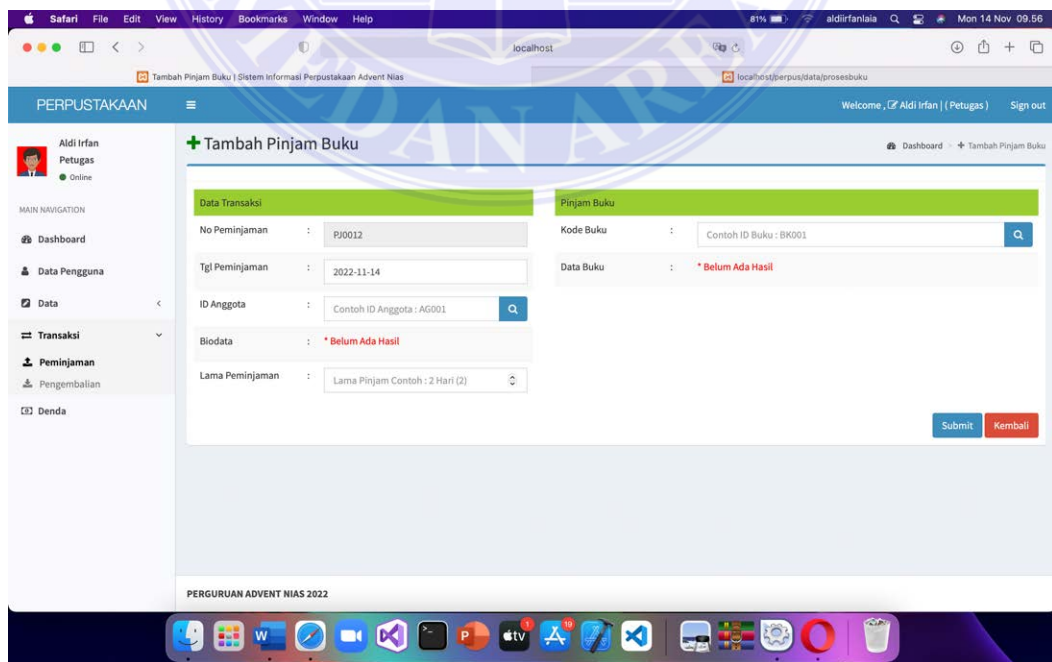 Safari File Edit View History Bookmarks Window Help 81% aldiirfanlaia Mon 14 Nov 09.56
localhost
Tambah Pinjam Buku | Sistem Informasi Perpustakaan Advent Nias localhost/perpus/data/prosesbuku
PERPUSTAKAAN Welcome , Aldi Irfan | ( Petugas ) Sign out
Aldi Irfan
Petugas
Online
Tambah Pinjam Buku
Dashboard > Tambah Pinjam Buku
MAIN NAVIGATION
Dashboard
Data Pengguna
Data
Transaksi
Peminjaman
Pengembalian
Denda
Data Transaksi
No Peminjaman : PJ0012
Tgl Peminjaman : 2022-11-14
ID Anggota : Contoh ID Anggota : AG001
Biodata : * Belum Ada Hasil
Lama Peminjaman : Lama Pinjam Contoh : 2 Hari (2)
Pinjam Buku
Kode Buku : Contoh ID Buku : BK001
Data Buku : * Belum Ada Hasil
Submit Kembali
PERGURUAN ADVENT NIAS 2022
MEDAN AREA
W P tv 1 19